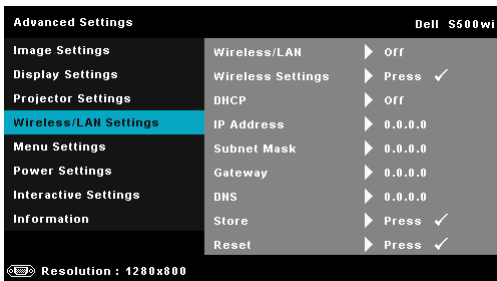 Advanced Settings Dell S500wi
Image Settings
Display Settings
Projector Settings
Wireless/LAN Settings
Menu Settings
Power Settings
Interactive Settings
Information
Wireless/LAN Off
Wireless Settings Press ✓
DHCP Off
IP Address 0.0.0.0
Subnet Mask 0.0.0.0
Gateway 0.0.0.0
DNS 0.0.0.0
Store Press ✓
Reset Press ✓
Resolution : 1280x800